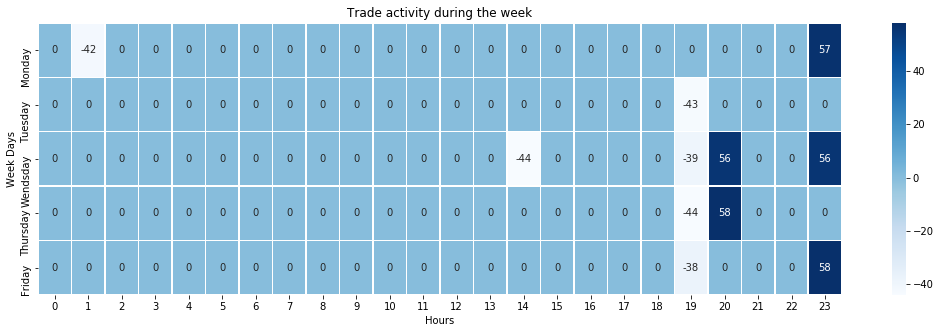 Trade activity during the week
Monday 0 -42 0 0 0 0 0 0 0 0 0 0 0 0 0 0 0 0 0 0 0 0 0 57
Tuesday 0 0 0 0 0 0 0 0 0 0 0 0 0 0 0 0 0 0 0 -43 0 0 0 0
Wendsday 0 0 0 0 0 0 0 0 0 0 0 0 0 0 -44 0 0 0 0 -39 56 0 0 56
Thursday 0 0 0 0 0 0 0 0 0 0 0 0 0 0 0 0 0 0 0 -44 58 0 0 0
Friday 0 0 0 0 0 0 0 0 0 0 0 0 0 0 0 0 0 0 0 -38 0 0 0 58
0 1 2 3 4 5 6 7 8 9 10 11 12 13 14 15 16 17 18 19 20 21 22 23
Hours
Week Days
40
20
0
−20
−40